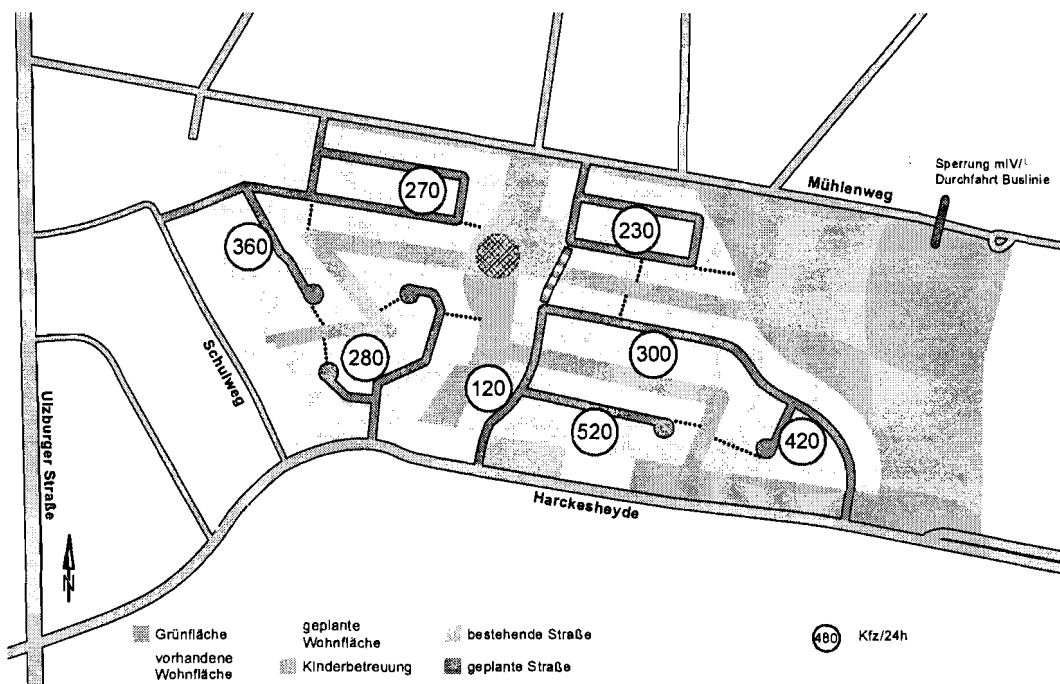 Sperrung mIV/
Durchfahrt Buslinie
Mühlenweg
270
230
360
Schulweg
280
300
120
520
420
Ulzburger Straße
Harckesheyde
N
Grünfläche
vorhandene
Wohnfläche
geplante
Wohnfläche
Kinderbetreuung
bestehende Straße
geplante Straße
480
Kfz/24h